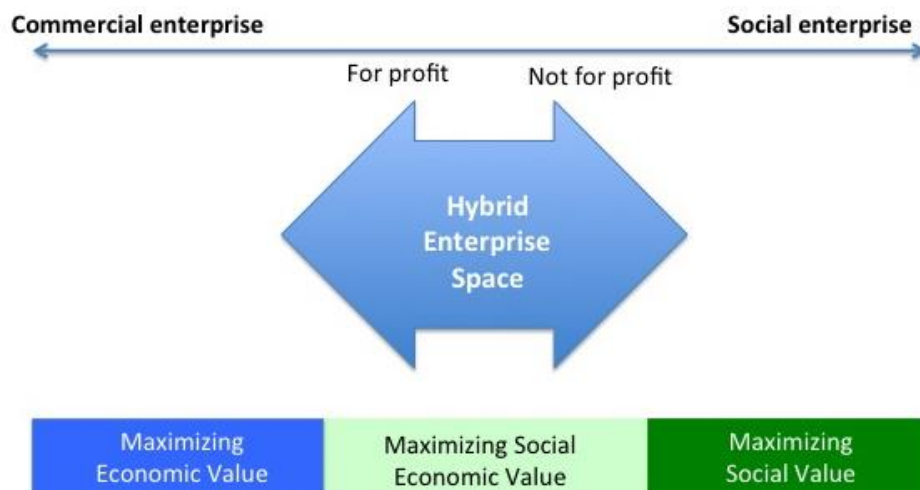 Commercial enterprise Social enterprise
For profit Not for profit
Hybrid
Enterprise
Space
Maximizing
Economic Value
Maximizing Social
Economic Value
Maximizing
Social Value